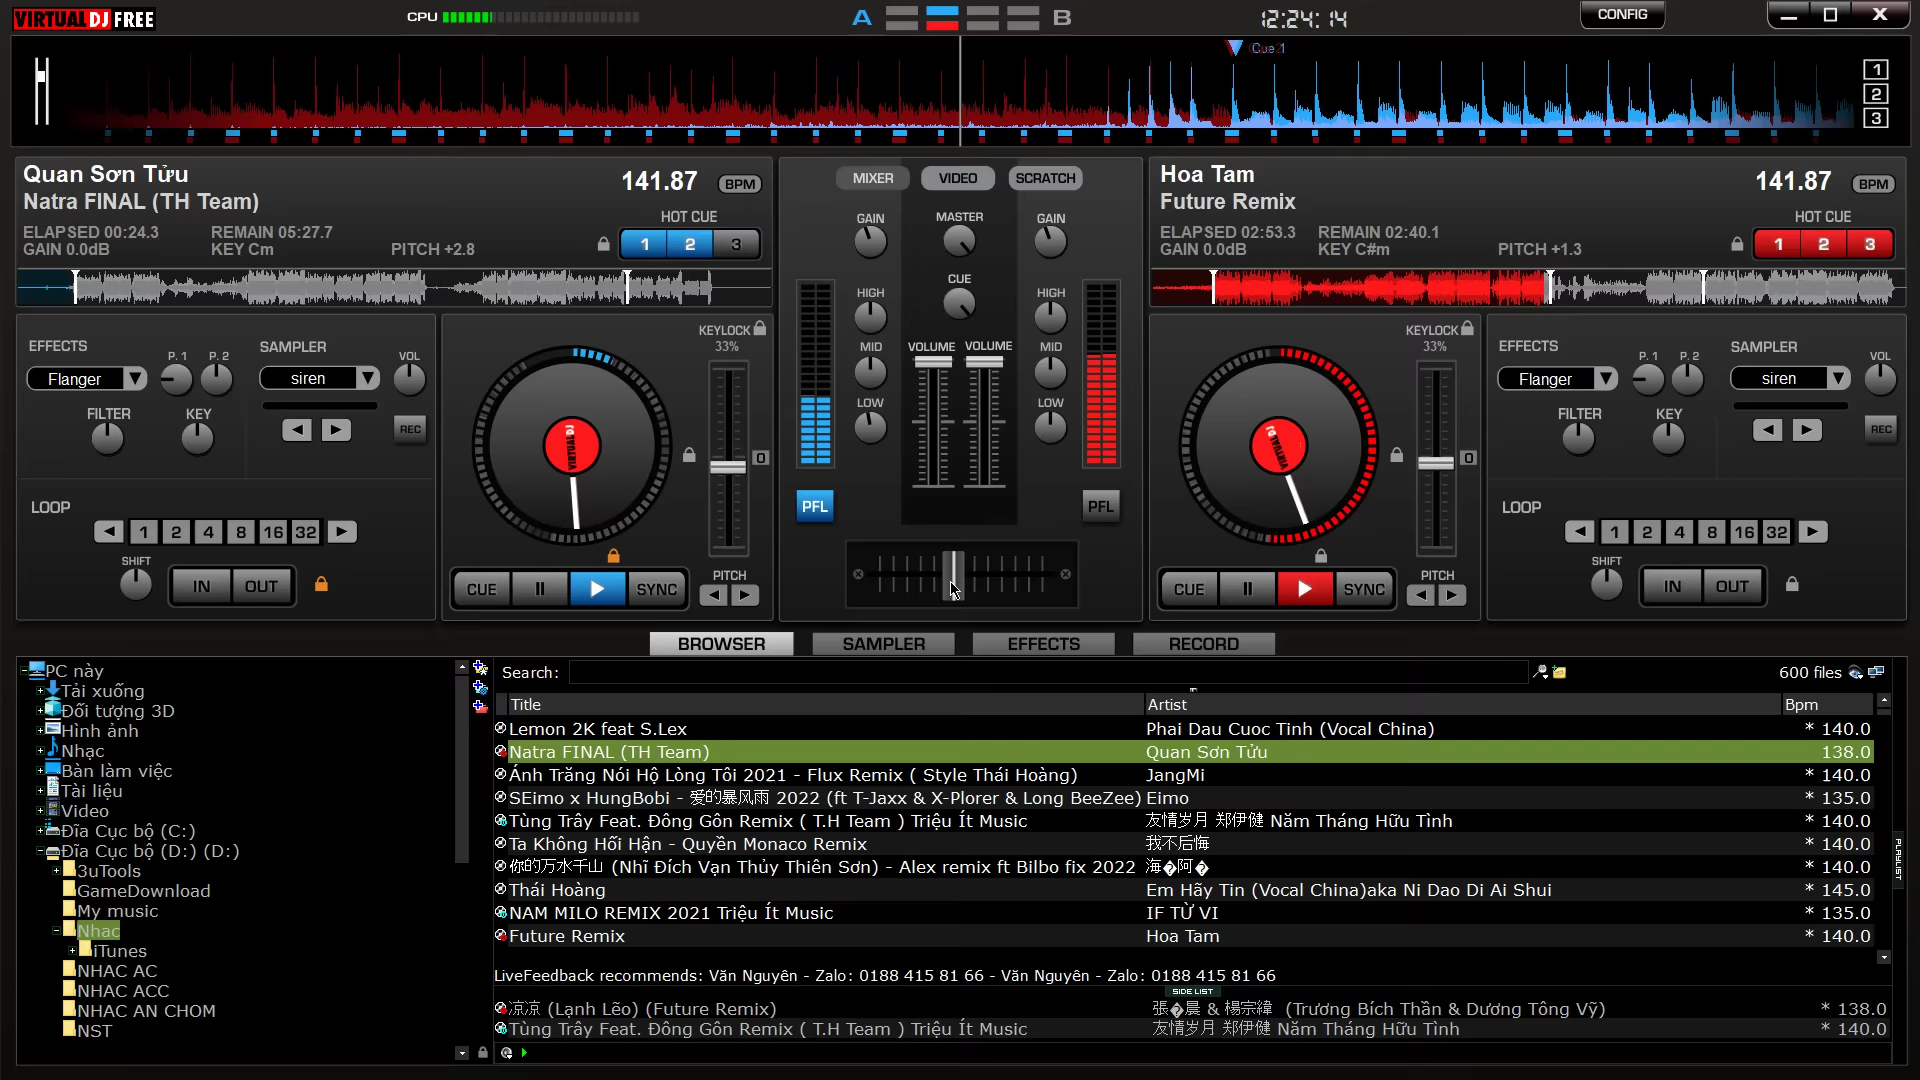 VIRTUAL DJ FREE
CPU
A
B
12:24:14
CONFIG
Cue 1
1
2
3
Quan Sơn Tửu
Natra FINAL (TH Team)
141.87 BPM
ELAPSED 00:24.3 REMAIN 05:27.7
GAIN 0.0dB KEY Cm PITCH +2.8
HOT CUE
1 2 3
MIXER VIDEO SCRATCH
GAIN MASTER GAIN
CUE
HIGH HIGH
MID VOLUME VOLUME MID
LOW LOW
PFL PFL
Hoa Tam
Future Remix
141.87 BPM
ELAPSED 02:53.3 REMAIN 02:40.1
GAIN 0.0dB KEY C#m PITCH +1.3
HOT CUE
1 2 3
EFFECTS
P. 1 P. 2
SAMPLER
VOL
Flanger
siren
FILTER KEY
REC
LOOP
1 2 4 8 16 32
SHIFT
IN OUT
KEYLOCK
33%
0
CUE SYNC
PITCH
KEYLOCK
33%
0
CUE SYNC
PITCH
EFFECTS
P. 1 P. 2
SAMPLER
VOL
Flanger
siren
FILTER KEY
REC
LOOP
1 2 4 8 16 32
SHIFT
IN OUT
BROWSER SAMPLER EFFECTS RECORD
PC này
Tải xuống
Đối tượng 3D
Hình ảnh
Nhạc
Bàn làm việc
Tài liệu
Video
Đĩa Cục bộ (C:)
Đĩa Cục bộ (D:) (D:)
3uTools
GameDownload
My music
Nhac
iTunes
NHAC AC
NHAC ACC
NHAC AN CHOM
NST
Search:
600 files
Title Artist Bpm
Lemon 2K feat S.Lex Phai Dau Cuoc Tinh (Vocal China) * 140.0
Natra FINAL (TH Team) Quan Sơn Tửu 138.0
Ánh Trăng Nói Hộ Lòng Tôi 2021 - Flux Remix ( Style Thái Hoàng) JangMi * 140.0
SEimo x HungBobi - 爱的暴风雨 2022 (ft T-Jaxx & X-Plorer & Long BeeZee) Eimo * 135.0
Tùng Trây Feat. Đông Gôn Remix ( T.H Team ) Triệu Ít Music 友情岁月 郑伊健 Năm Tháng Hữu Tình * 140.0
Ta Không Hối Hận - Quyền Monaco Remix 我不后悔 * 140.0
你的万水千山 (Nhĩ Đích Vạn Thủy Thiên Sơn) - Alex remix ft Bilbo fix 2022 海�阿� * 140.0
Thái Hoàng Em Hãy Tin (Vocal China)aka Ni Dao Di Ai Shui * 145.0
NAM MILO REMIX 2021 Triệu Ít Music IF TỪ VI * 135.0
Future Remix Hoa Tam * 140.0
PLAYLIST
LiveFeedback recommends: Văn Nguyên - Zalo: 0188 415 81 66 - Văn Nguyên - Zalo: 0188 415 81 66
SIDE LIST
凉凉 (Lạnh Lẽo) (Future Remix) 張�晨 & 楊宗緯 (Trương Bích Thần & Dương Tông Vỹ) * 138.0
Tùng Trây Feat. Đông Gôn Remix ( T.H Team ) Triệu Ít Music 友情岁月 郑伊健 Năm Tháng Hữu Tình * 140.0